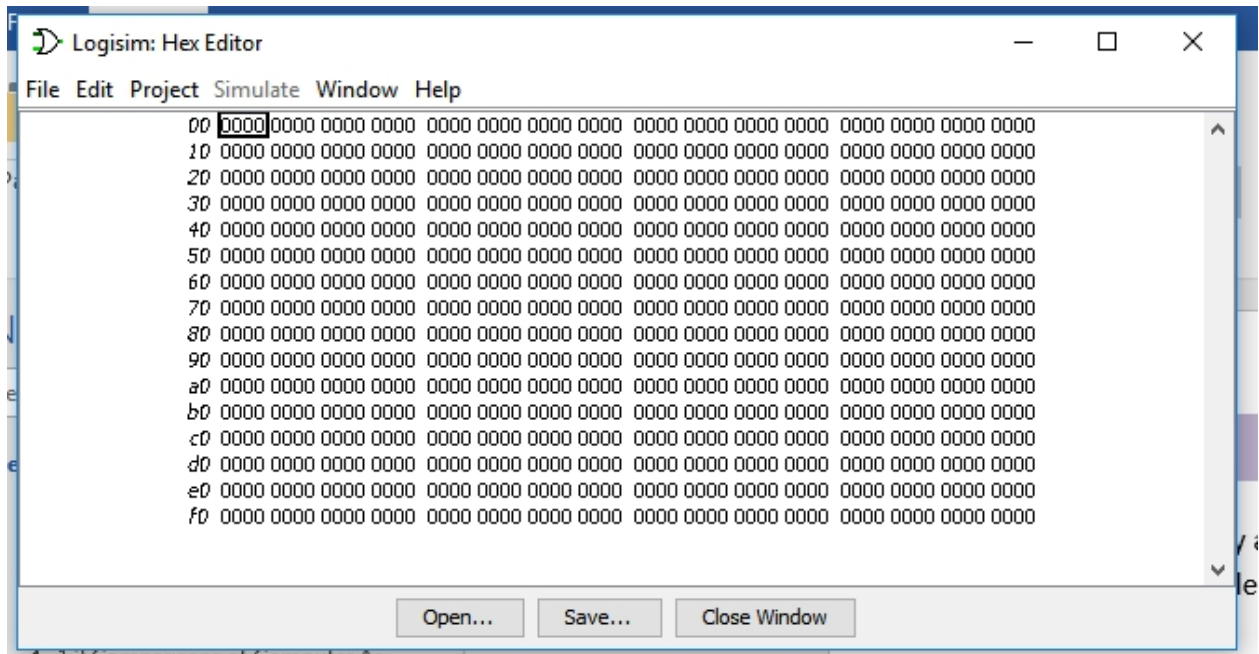 Logisim: Hex Editor
File Edit Project Simulate Window Help
00 0000 0000 0000 0000 0000 0000 0000 0000 0000 0000 0000 0000 0000 0000 0000 0000
10 0000 0000 0000 0000 0000 0000 0000 0000 0000 0000 0000 0000 0000 0000 0000 0000
20 0000 0000 0000 0000 0000 0000 0000 0000 0000 0000 0000 0000 0000 0000 0000 0000
30 0000 0000 0000 0000 0000 0000 0000 0000 0000 0000 0000 0000 0000 0000 0000 0000
40 0000 0000 0000 0000 0000 0000 0000 0000 0000 0000 0000 0000 0000 0000 0000 0000
50 0000 0000 0000 0000 0000 0000 0000 0000 0000 0000 0000 0000 0000 0000 0000 0000
60 0000 0000 0000 0000 0000 0000 0000 0000 0000 0000 0000 0000 0000 0000 0000 0000
70 0000 0000 0000 0000 0000 0000 0000 0000 0000 0000 0000 0000 0000 0000 0000 0000
80 0000 0000 0000 0000 0000 0000 0000 0000 0000 0000 0000 0000 0000 0000 0000 0000
90 0000 0000 0000 0000 0000 0000 0000 0000 0000 0000 0000 0000 0000 0000 0000 0000
a0 0000 0000 0000 0000 0000 0000 0000 0000 0000 0000 0000 0000 0000 0000 0000 0000
b0 0000 0000 0000 0000 0000 0000 0000 0000 0000 0000 0000 0000 0000 0000 0000 0000
c0 0000 0000 0000 0000 0000 0000 0000 0000 0000 0000 0000 0000 0000 0000 0000 0000
d0 0000 0000 0000 0000 0000 0000 0000 0000 0000 0000 0000 0000 0000 0000 0000 0000
e0 0000 0000 0000 0000 0000 0000 0000 0000 0000 0000 0000 0000 0000 0000 0000 0000
f0 0000 0000 0000 0000 0000 0000 0000 0000 0000 0000 0000 0000 0000 0000 0000 0000
Open... Save... Close Window